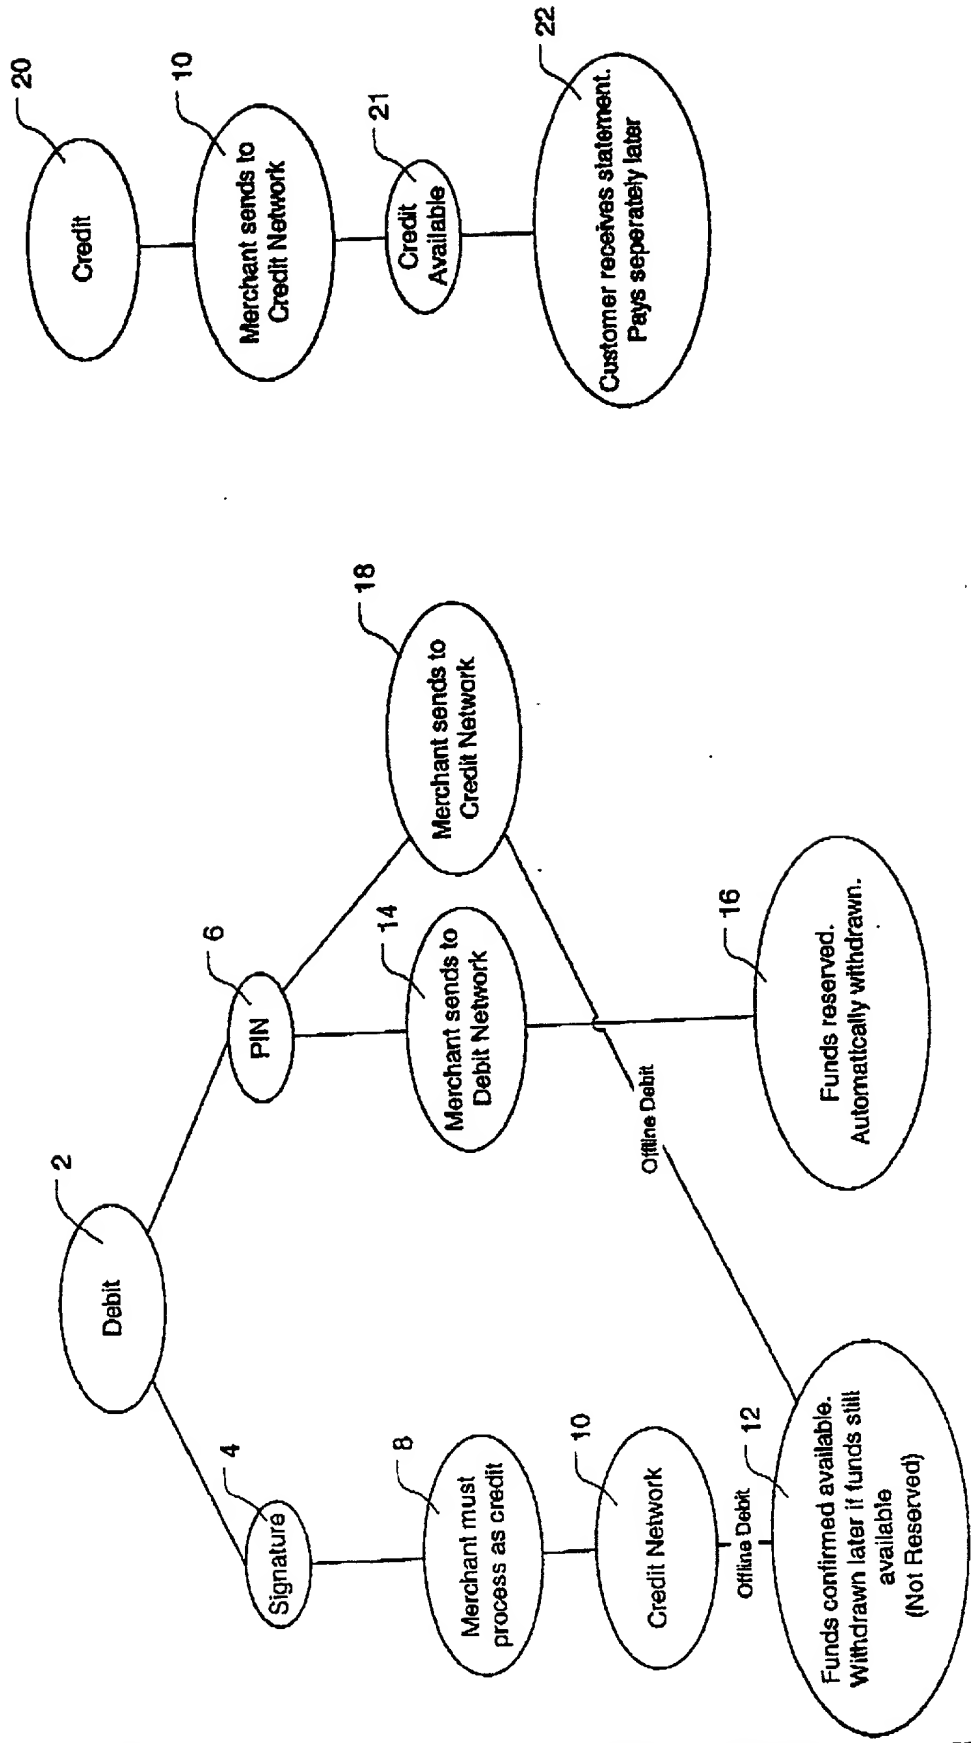 2
Debit
4
Signature
6
PIN
8
Merchant must
process as credit
14
Merchant sends to
Debit Network
18
Merchant sends to
Credit Network
10
Credit Network
Offline Debit
Offline Debit
12
Funds confirmed available.
Withdrawn later if funds still
available
(Not Reserved)
16
Funds reserved.
Automatically withdrawn.
20
Credit
10
Merchant sends to
Credit Network
21
Credit
Available
22
Customer receives statement.
Pays seperately later